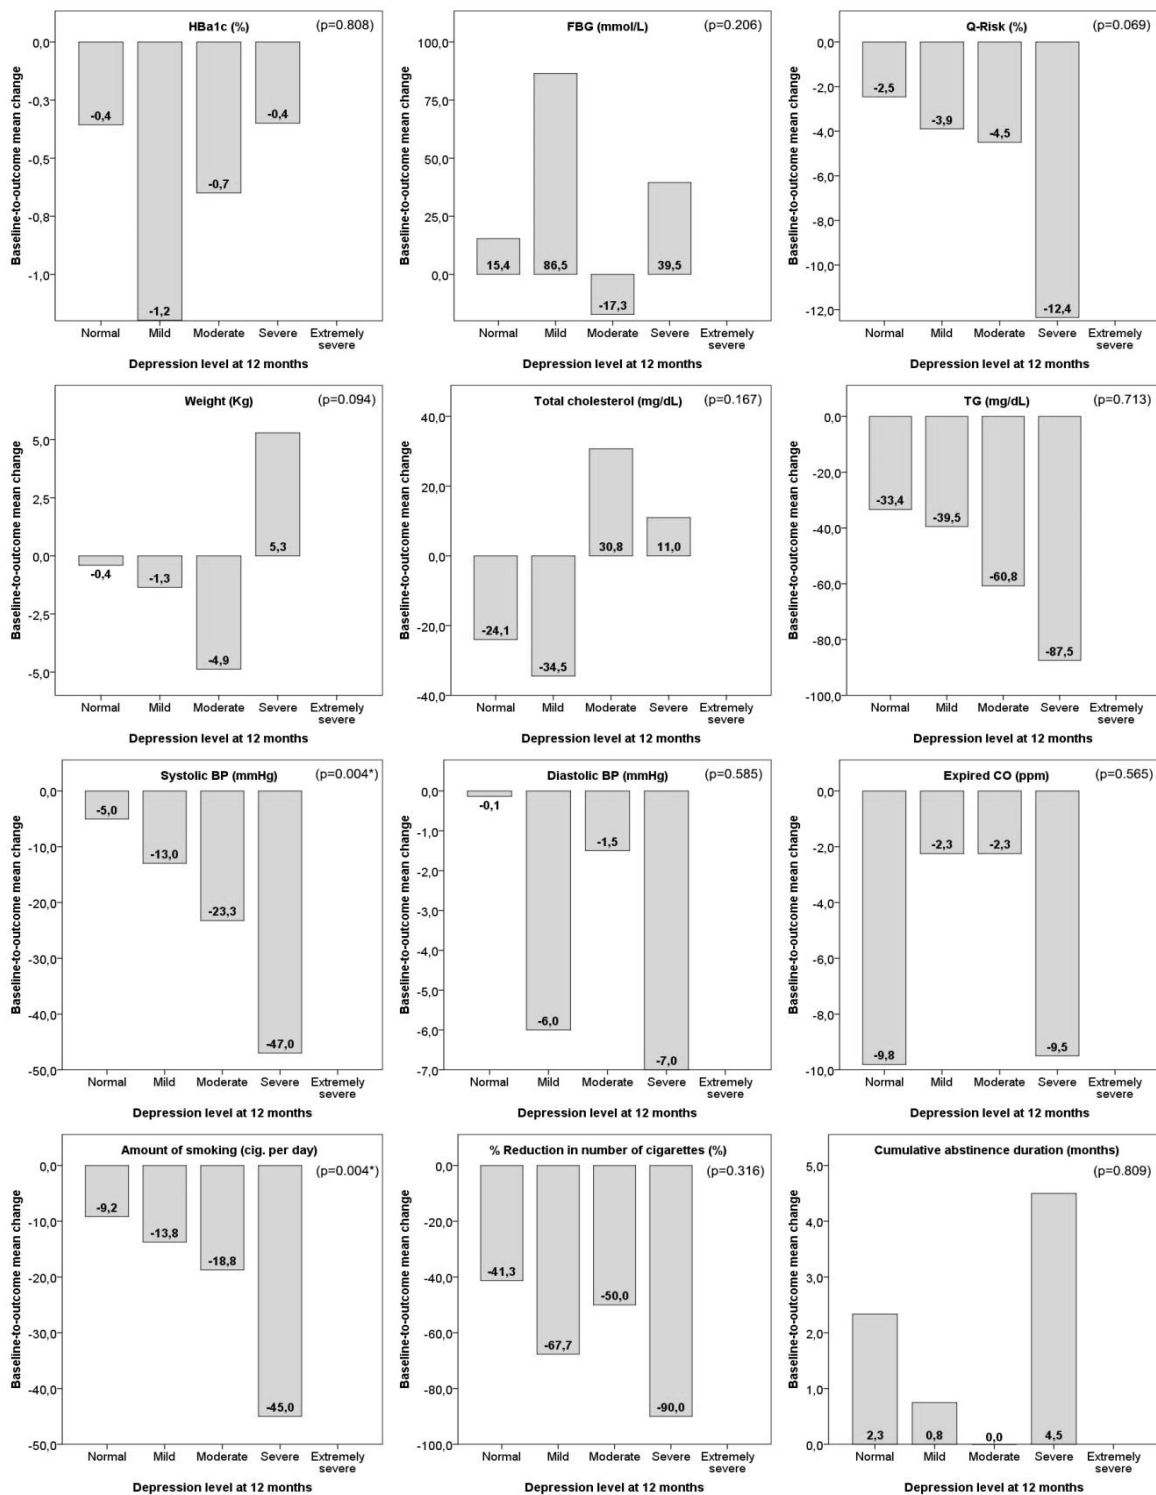 HBa1c (%)
(p=0.808)
Baseline-to-outcome mean change
0,0
-0,3
-0,5
-0,8
-1,0
-0,4
-1,2
-0,7
-0,4
Normal
Mild
Moderate
Severe
Extremely
severe
Depression level at 12 months
FBG (mmol/L)
(p=0.206)
Baseline-to-outcome mean change
100,0
75,0
50,0
25,0
0,0
15,4
86,5
-17,3
39,5
Normal
Mild
Moderate
Severe
Extremely
severe
Depression level at 12 months
Q-Risk (%)
(p=0.069)
Baseline-to-outcome mean change
0,0
-2,0
-4,0
-6,0
-8,0
-10,0
-12,0
-2,5
-3,9
-4,5
-12,4
Normal
Mild
Moderate
Severe
Extremely
severe
Depression level at 12 months
Weight (Kg)
(p=0.094)
Baseline-to-outcome mean change
5,0
2,5
0,0
-2,5
-5,0
-0,4
-1,3
-4,9
5,3
Normal
Mild
Moderate
Severe
Extremely
severe
Depression level at 12 months
Total cholesterol (mg/dL)
(p=0.167)
Baseline-to-outcome mean change
40,0
20,0
0,0
-20,0
-40,0
-24,1
-34,5
30,8
11,0
Normal
Mild
Moderate
Severe
Extremely
severe
Depression level at 12 months
TG (mg/dL)
(p=0.713)
Baseline-to-outcome mean change
0,0
-20,0
-40,0
-60,0
-80,0
-100,0
-33,4
-39,5
-60,8
-87,5
Normal
Mild
Moderate
Severe
Extremely
severe
Depression level at 12 months
Systolic BP (mmHg)
(p=0.004*)
Baseline-to-outcome mean change
0,0
-10,0
-20,0
-30,0
-40,0
-50,0
-5,0
-13,0
-23,3
-47,0
Normal
Mild
Moderate
Severe
Extremely
severe
Depression level at 12 months
Diastolic BP (mmHg)
(p=0.585)
Baseline-to-outcome mean change
0,0
-1,0
-2,0
-3,0
-4,0
-5,0
-6,0
-7,0
-0,1
-6,0
-1,5
-7,0
Normal
Mild
Moderate
Severe
Extremely
severe
Depression level at 12 months
Expired CO (ppm)
(p=0.565)
Baseline-to-outcome mean change
0,0
-2,0
-4,0
-6,0
-8,0
-10,0
-9,8
-2,3
-2,3
-9,5
Normal
Mild
Moderate
Severe
Extremely
severe
Depression level at 12 months
Amount of smoking (cig. per day)
(p=0.004*)
Baseline-to-outcome mean change
0,0
-10,0
-20,0
-30,0
-40,0
-50,0
-9,2
-13,8
-18,8
-45,0
Normal
Mild
Moderate
Severe
Extremely
severe
Depression level at 12 months
% Reduction in number of cigarettes (%)
(p=0.316)
Baseline-to-outcome mean change
0,0
-20,0
-40,0
-60,0
-80,0
-100,0
-41,3
-67,7
-50,0
-90,0
Normal
Mild
Moderate
Severe
Extremely
severe
Depression level at 12 months
Cumulative abstinence duration (months)
(p=0.809)
Baseline-to-outcome mean change
5,0
4,0
3,0
2,0
1,0
0,0
2,3
0,8
0,0
4,5
Normal
Mild
Moderate
Severe
Extremely
severe
Depression level at 12 months